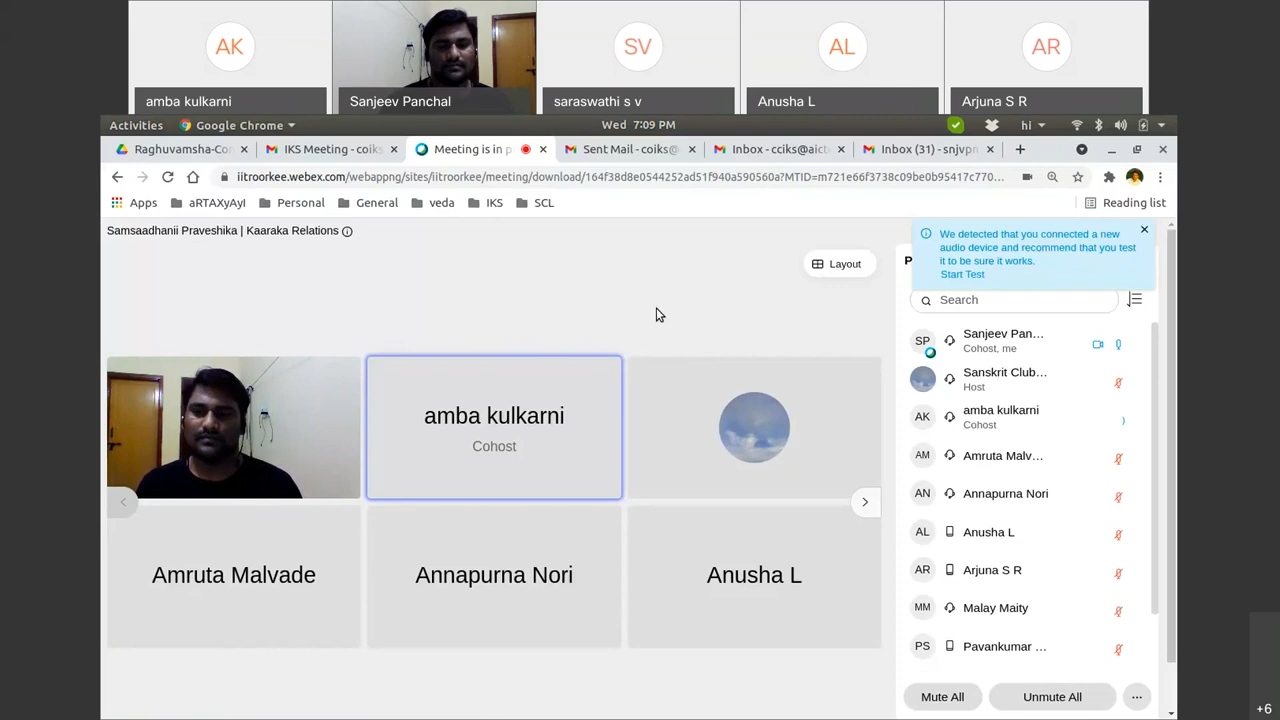 AK
SV
AL
AR
amba kulkarni
Sanjeev Panchal
saraswathi s v
Anusha L
Arjuna S R
Activities
Google Chrome
Wed 7:09 PM
hi
Raghuvamsha-Con
IKS Meeting - coiks
Meeting is in p
Sent Mail - coiks@
Inbox - cciks@aict
Inbox (31) - snjvpn
iitroorkee.webex.com/webappng/sites/iitroorkee/meeting/download/164f38d8e0544252ad51f940a590560a?MTID=m721e66f3738c09be0b95417c770...
Apps
aRTAXyAyI
Personal
General
veda
IKS
SCL
Reading list
Samsaadhanii Praveshika | Kaaraka Relations
We detected that you connected a new
audio device and recommend that you test
it to be sure it works.
Start Test
Layout
P
Search
amba kulkarni
Cohost
Amruta Malvade
Annapurna Nori
Anusha L
SP
Sanjeev Pan...
Cohost, me
Sanskrit Club...
Host
AK
amba kulkarni
Cohost
AM
Amruta Malv...
AN
Annapurna Nori
AL
Anusha L
AR
Arjuna S R
MM
Malay Maity
PS
Pavankumar ...
Mute All
Unmute All
+6